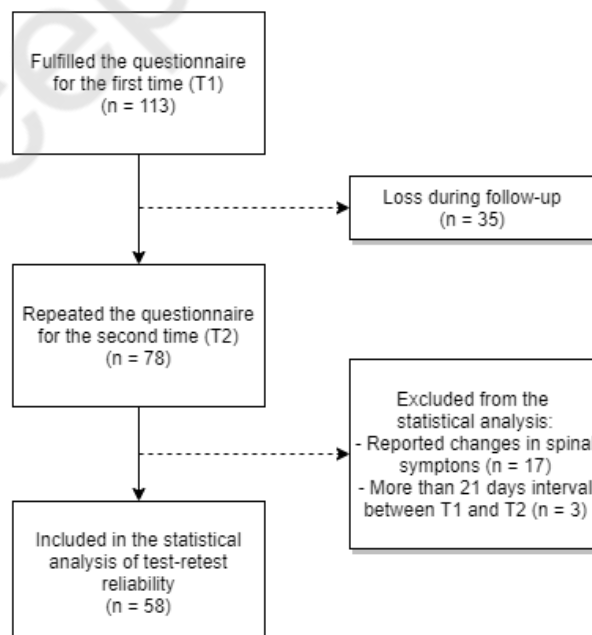 Fulfilled the questionnaire
for the first time (T1)
(n = 113)
Loss during follow-up
(n = 35)
Repeated the questionnaire
for the second time (T2)
(n = 78)
Excluded from the
statistical analysis:
- Reported changes in spinal
symptons (n = 17)
- More than 21 days interval
between T1 and T2 (n = 3)
Included in the statistical
analysis of test-retest
reliability
(n = 58)